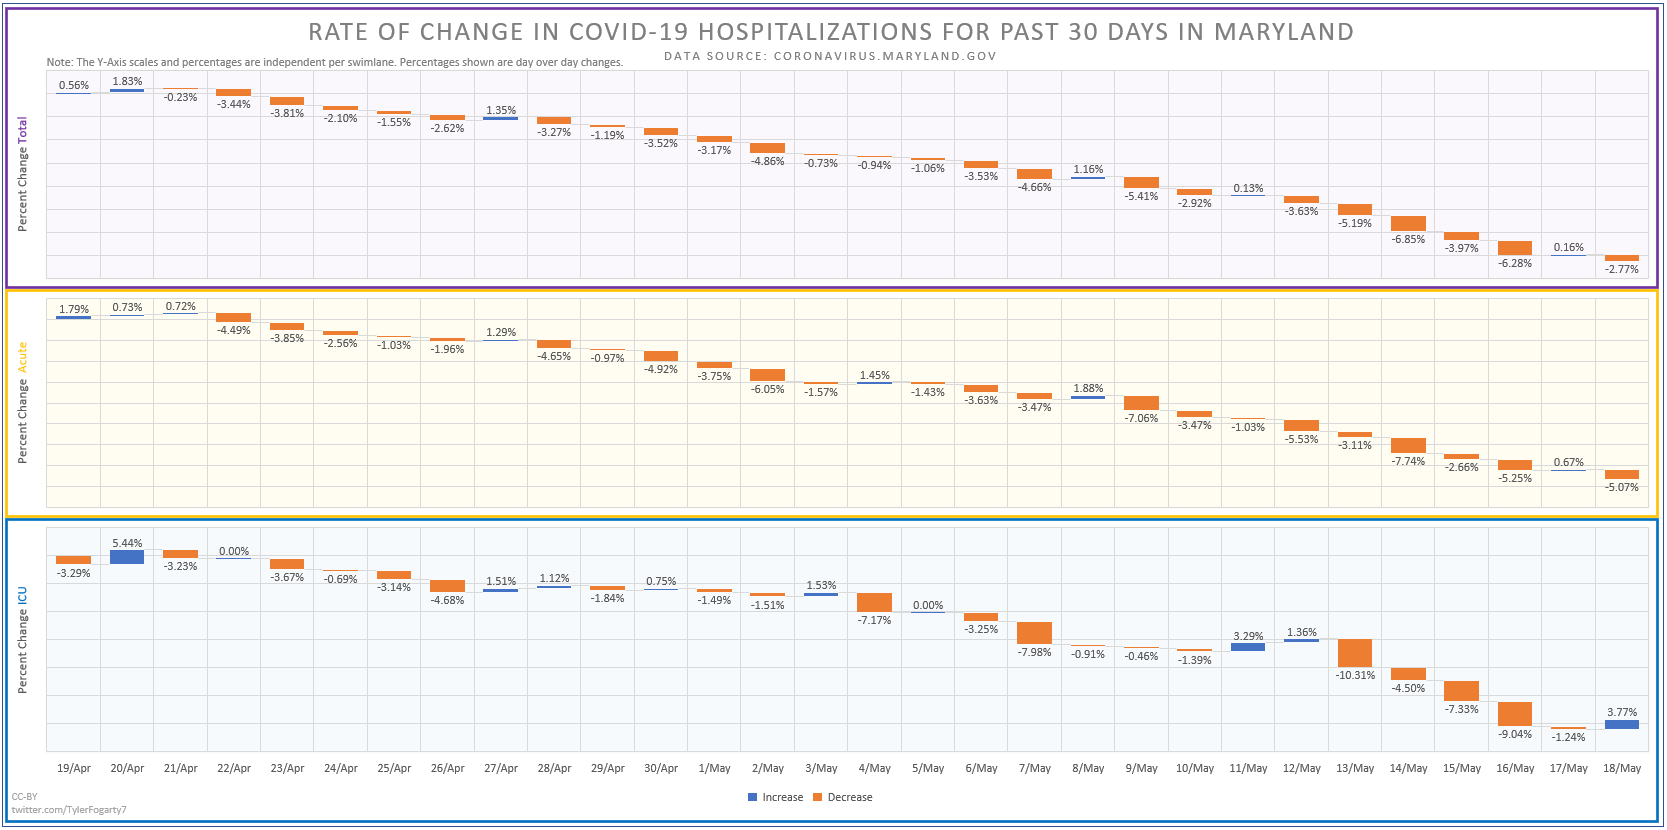 RATE OF CHANGE IN COVID-19 HOSPITALIZATIONS FOR PAST 30 DAYS IN MARYLAND
DATA SOURCE: CORONAVIRUS.MARYLAND.GOV
Note: The Y-Axis scales and percentages are independent per swimlane. Percentages shown are day over day changes.
Percent Change Total
0.56% 1.83% -0.23% -3.44% -3.81% -2.10% -1.55% -2.62% 1.35% -3.27% -1.19% -3.52% -3.17% -4.86% -0.73% -0.94% -1.06% -3.53% -4.66% 1.16% -5.41% -2.92% 0.13% -3.63% -5.19% -6.85% -3.97% -6.28% 0.16% -2.77%
Percent Change Acute
1.79% 0.73% 0.72% -4.49% -3.85% -2.56% -1.03% -1.96% 1.29% -4.65% -0.97% -4.92% -3.75% -6.05% -1.57% 1.45% -1.43% -3.63% -3.47% 1.88% -7.06% -3.47% -1.03% -5.53% -3.11% -7.74% -2.66% -5.25% 0.67% -5.07%
Percent Change ICU
-3.29% 5.44% -3.23% 0.00% -3.67% -0.69% -3.14% -4.68% 1.51% 1.12% -1.84% 0.75% -1.49% -1.51% 1.53% -7.17% 0.00% -3.25% -7.98% -0.91% -0.46% -1.39% 3.29% 1.36% -10.31% -4.50% -7.33% -9.04% -1.24% 3.77%
19/Apr 20/Apr 21/Apr 22/Apr 23/Apr 24/Apr 25/Apr 26/Apr 27/Apr 28/Apr 29/Apr 30/Apr 1/May 2/May 3/May 4/May 5/May 6/May 7/May 8/May 9/May 10/May 11/May 12/May 13/May 14/May 15/May 16/May 17/May 18/May
Increase Decrease
CC-BY
twitter.com/TylerFogarty7